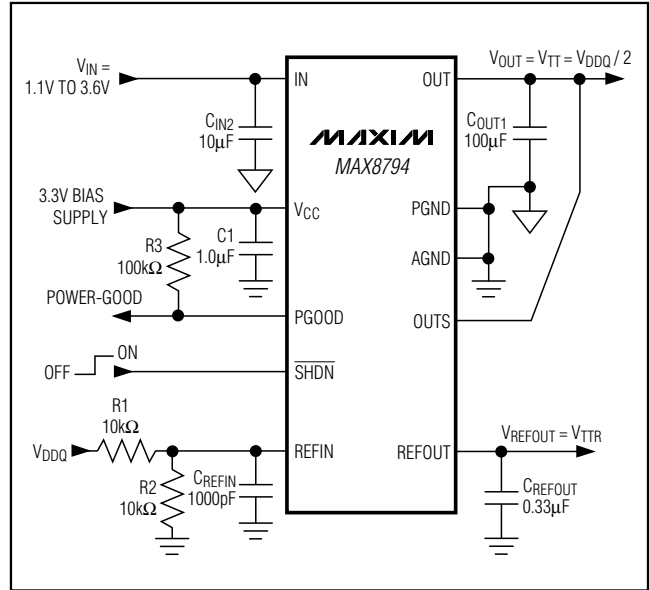 V_IN =
1.1V TO 3.6V
C_IN2
10µF
3.3V BIAS
SUPPLY
R3
100kΩ
C1
1.0µF
POWER-GOOD
OFF
ON
V_DDQ
R1
10kΩ
R2
10kΩ
C_REFIN
1000pF
IN
V_CC
PGOOD
SHDN
REFIN
MAXIM
MAX8794
OUT
PGND
AGND
OUTS
REFOUT
V_OUT = V_TT = V_DDQ / 2
C_OUT1
100µF
V_REFOUT = V_TTR
C_REFOUT
0.33µF